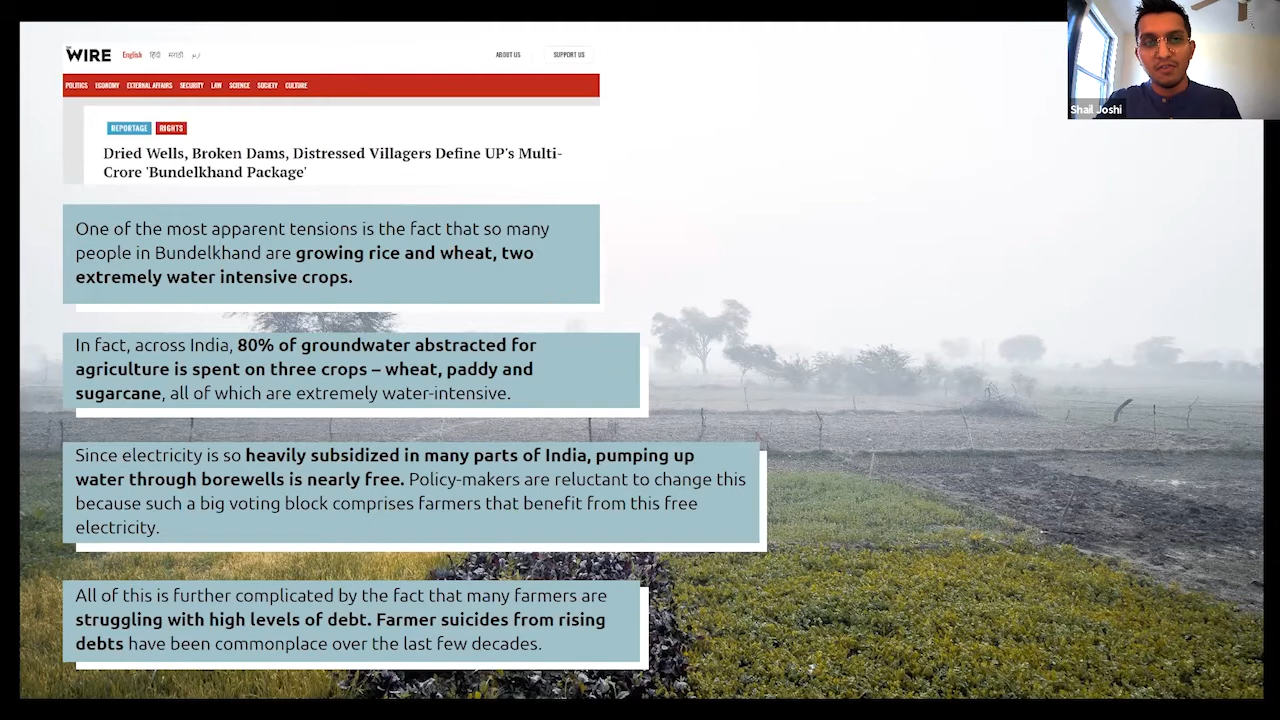 THE WIRE English हिंदी मराठी اردو ABOUT US SUPPORT US
POLITICS ECONOMY EXTERNAL AFFAIRS SECURITY LAW SCIENCE SOCIETY CULTURE
REPORTAGE RIGHTS
Dried Wells, Broken Dams, Distressed Villagers Define UP's Multi-
Crore 'Bundelkhand Package'
One of the most apparent tensions is the fact that so many
people in Bundelkhand are growing rice and wheat, two
extremely water intensive crops.
In fact, across India, 80% of groundwater abstracted for
agriculture is spent on three crops – wheat, paddy and
sugarcane, all of which are extremely water-intensive.
Since electricity is so heavily subsidized in many parts of India, pumping up
water through borewells is nearly free. Policy-makers are reluctant to change this
because such a big voting block comprises farmers that benefit from this free
electricity.
All of this is further complicated by the fact that many farmers are
struggling with high levels of debt. Farmer suicides from rising
debts have been commonplace over the last few decades.
Shail Joshi